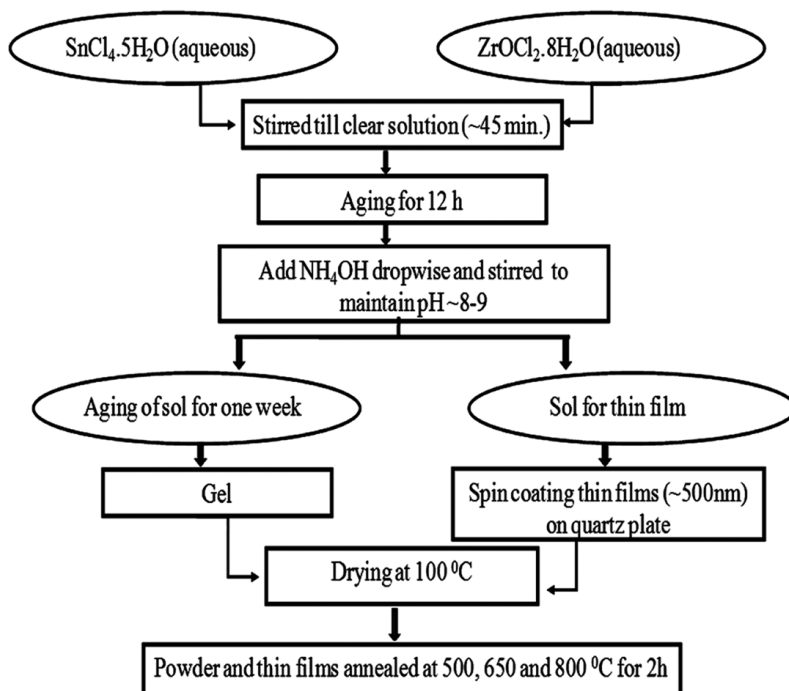 SnCl₄.5H₂O (aqueous)
ZrOCl₂.8H₂O (aqueous)
Stirred till clear solution (~45 min.)
Aging for 12 h
Add NH₄OH dropwise and stirred to
maintain pH ~8-9
Aging of sol for one week
Sol for thin film
Gel
Spin coating thin films (~500nm)
on quartz plate
Drying at 100 ⁰C
Powder and thin films annealed at 500, 650 and 800 ⁰C for 2h